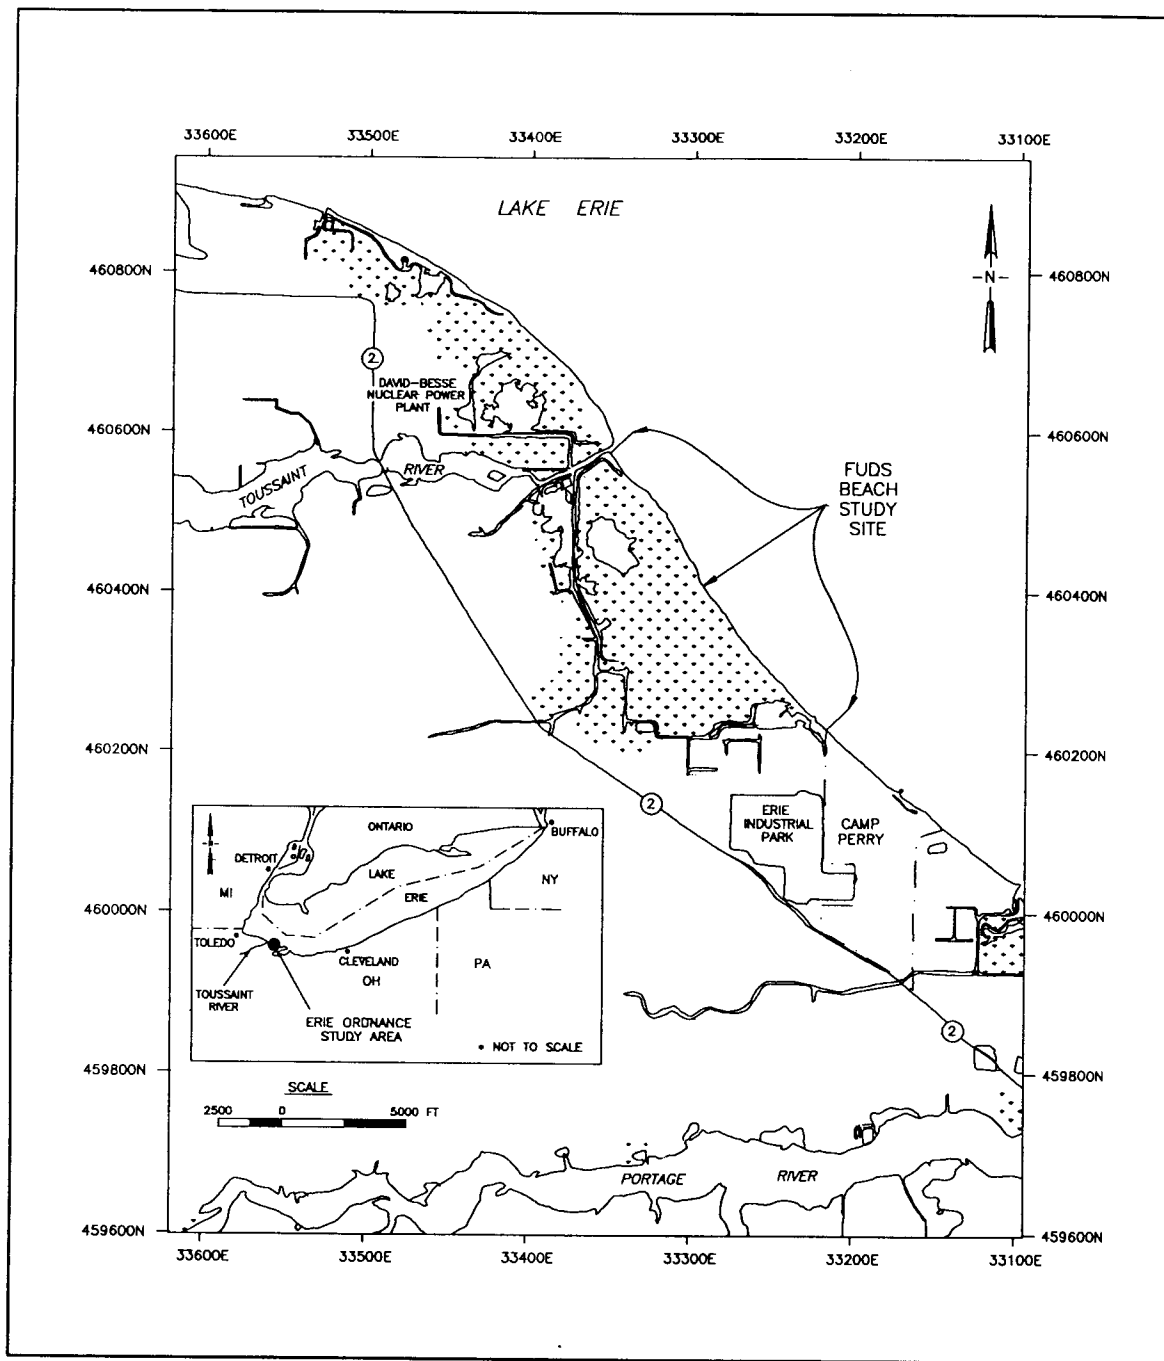 33600E 33500E 33400E 33300E 33200E 33100E
LAKE ERIE
N
460800N 460800N
2
DAVID-BESSE
NUCLEAR POWER
PLANT
460600N 460600N
TOUSSAINT RIVER
FUDS
BEACH
STUDY
SITE
460400N 460400N
460200N 460200N
2
ERIE
INDUSTRIAL
PARK
CAMP
PERRY
ONTARIO
BUFFALO
DETROIT
LAKE
MI
ERIE
NY
TOLEDO
CLEVELAND
PA
OH
TOUSSAINT
RIVER
ERIE ORDNANCE
STUDY AREA
• NOT TO SCALE
460000N 460000N
2
459800N 459800N
SCALE
2500 0 5000 FT
PORTAGE RIVER
459600N 459600N
33600E 33500E 33400E 33300E 33200E 33100E